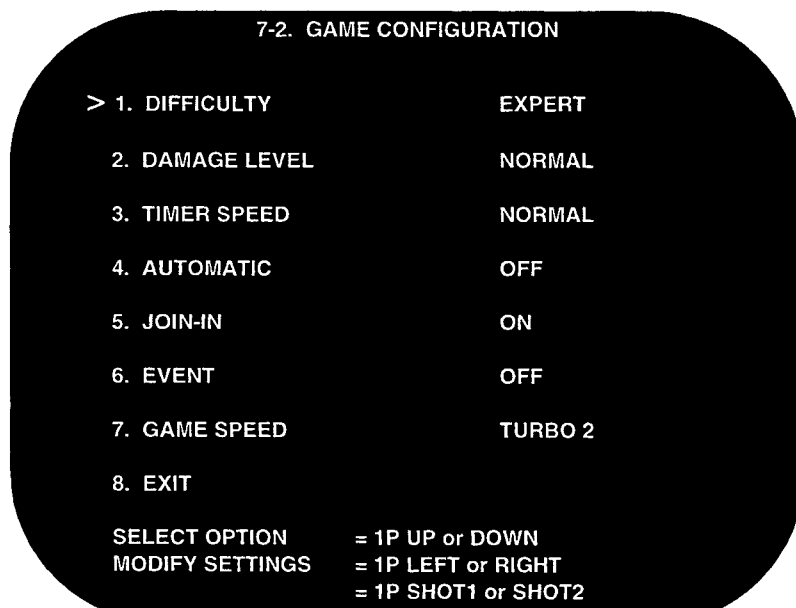 7-2. GAME CONFIGURATION
> 1. DIFFICULTY EXPERT
2. DAMAGE LEVEL NORMAL
3. TIMER SPEED NORMAL
4. AUTOMATIC OFF
5. JOIN-IN ON
6. EVENT OFF
7. GAME SPEED TURBO 2
8. EXIT
SELECT OPTION = 1P UP or DOWN
MODIFY SETTINGS = 1P LEFT or RIGHT
= 1P SHOT1 or SHOT2